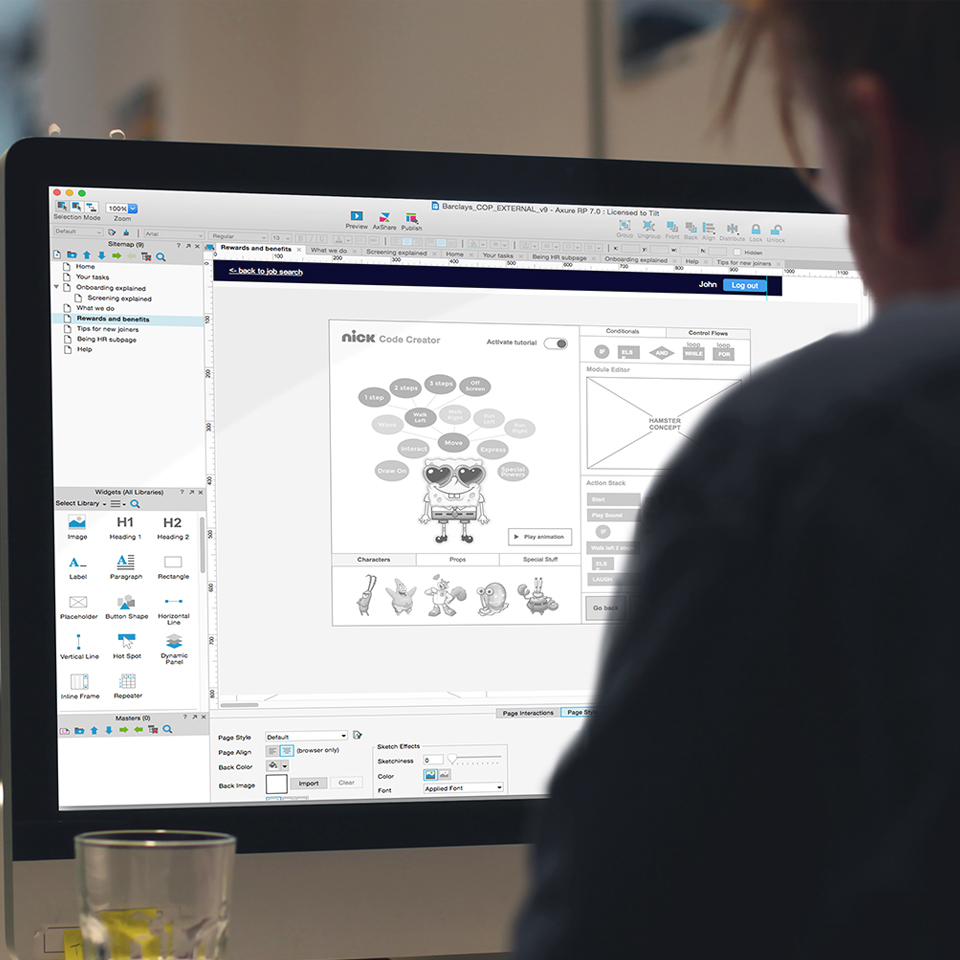 Barclays_COP_EXTERNAL_v9 - Axure RP 7.0 : Licensed to Tilt
100%
Selection Mode
Zoom
Preview
AxShare
Publish
Group
Ungroup
Front
Back
Align
Distribute
Lock
Unlock
Default
Arial
Regular
13
Hidden
Sitemap (9)
Home
Your tasks
Onboarding explained
Screening explained
What we do
Rewards and benefits
Tips for new joiners
Being HR subpage
Help
Rewards and benefits
What we do
Screening explained
Home
Your tasks
Being HR subpage
Onboarding explained
Help
Tips for new joiners
0 100 200 300 400 500 600 700 800 900 1000 1100
<- back to job search
John
Log out
nick Code Creator
Activate tutorial
1 step
2 steps
3 steps
Off Screen
Wave
Walk Left
Walk Right
Run Left
Run Right
Interact
Move
Express
Draw On
Special Powers
Play animation
Characters
Props
Special Stuff
Conditionals
Control Flows
IF
ELS
AND
loop WHILE
loop FOR
Module Editor
HAMSTER CONCEPT
Action Stack
Start
Play Sound
IF
Walk left 2 steps
ELS
LAUGH
Go back
Widgets (All Libraries)
Select Library
Image
H1
Heading 1
H2
Heading 2
Label
Paragraph
Rectangle
Placeholder
Button Shape
Horizontal Line
Vertical Line
Hot Spot
Dynamic Panel
Inline Frame
Repeater
Masters (0)
Page Interactions
Page Sty
Page Style
Default
Page Align
(browser only)
Back Color
Back Image
Import
Clear
Sketch Effects
Sketchiness
0
Color
Font
Applied Font